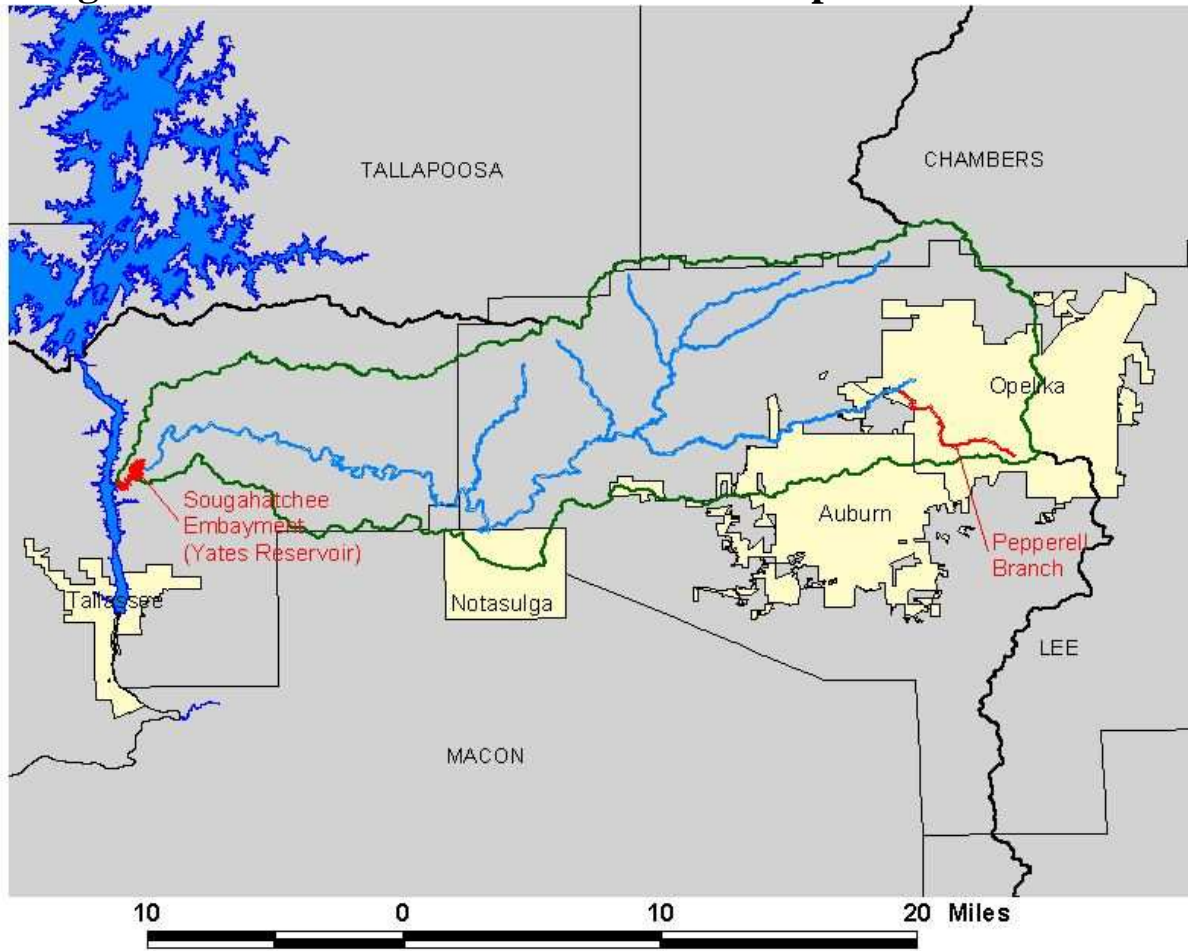 TALLAPOOSA
CHAMBERS
Opelika
Sougahatchee
Embayment
(Yates Reservoir)
Auburn
Pepperell
Branch
Tallassee
Notasulga
LEE
MACON
10 0 10 20 Miles